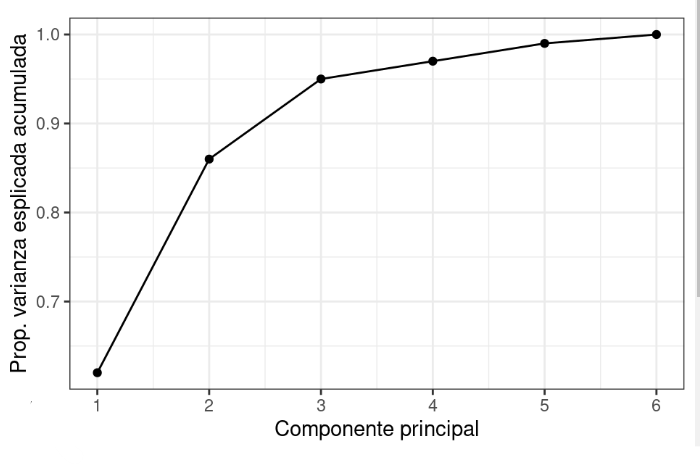 Prop. varianza esplicada acumulada
1.0
0.9
0.8
0.7
1 2 3 4 5 6
Componente principal